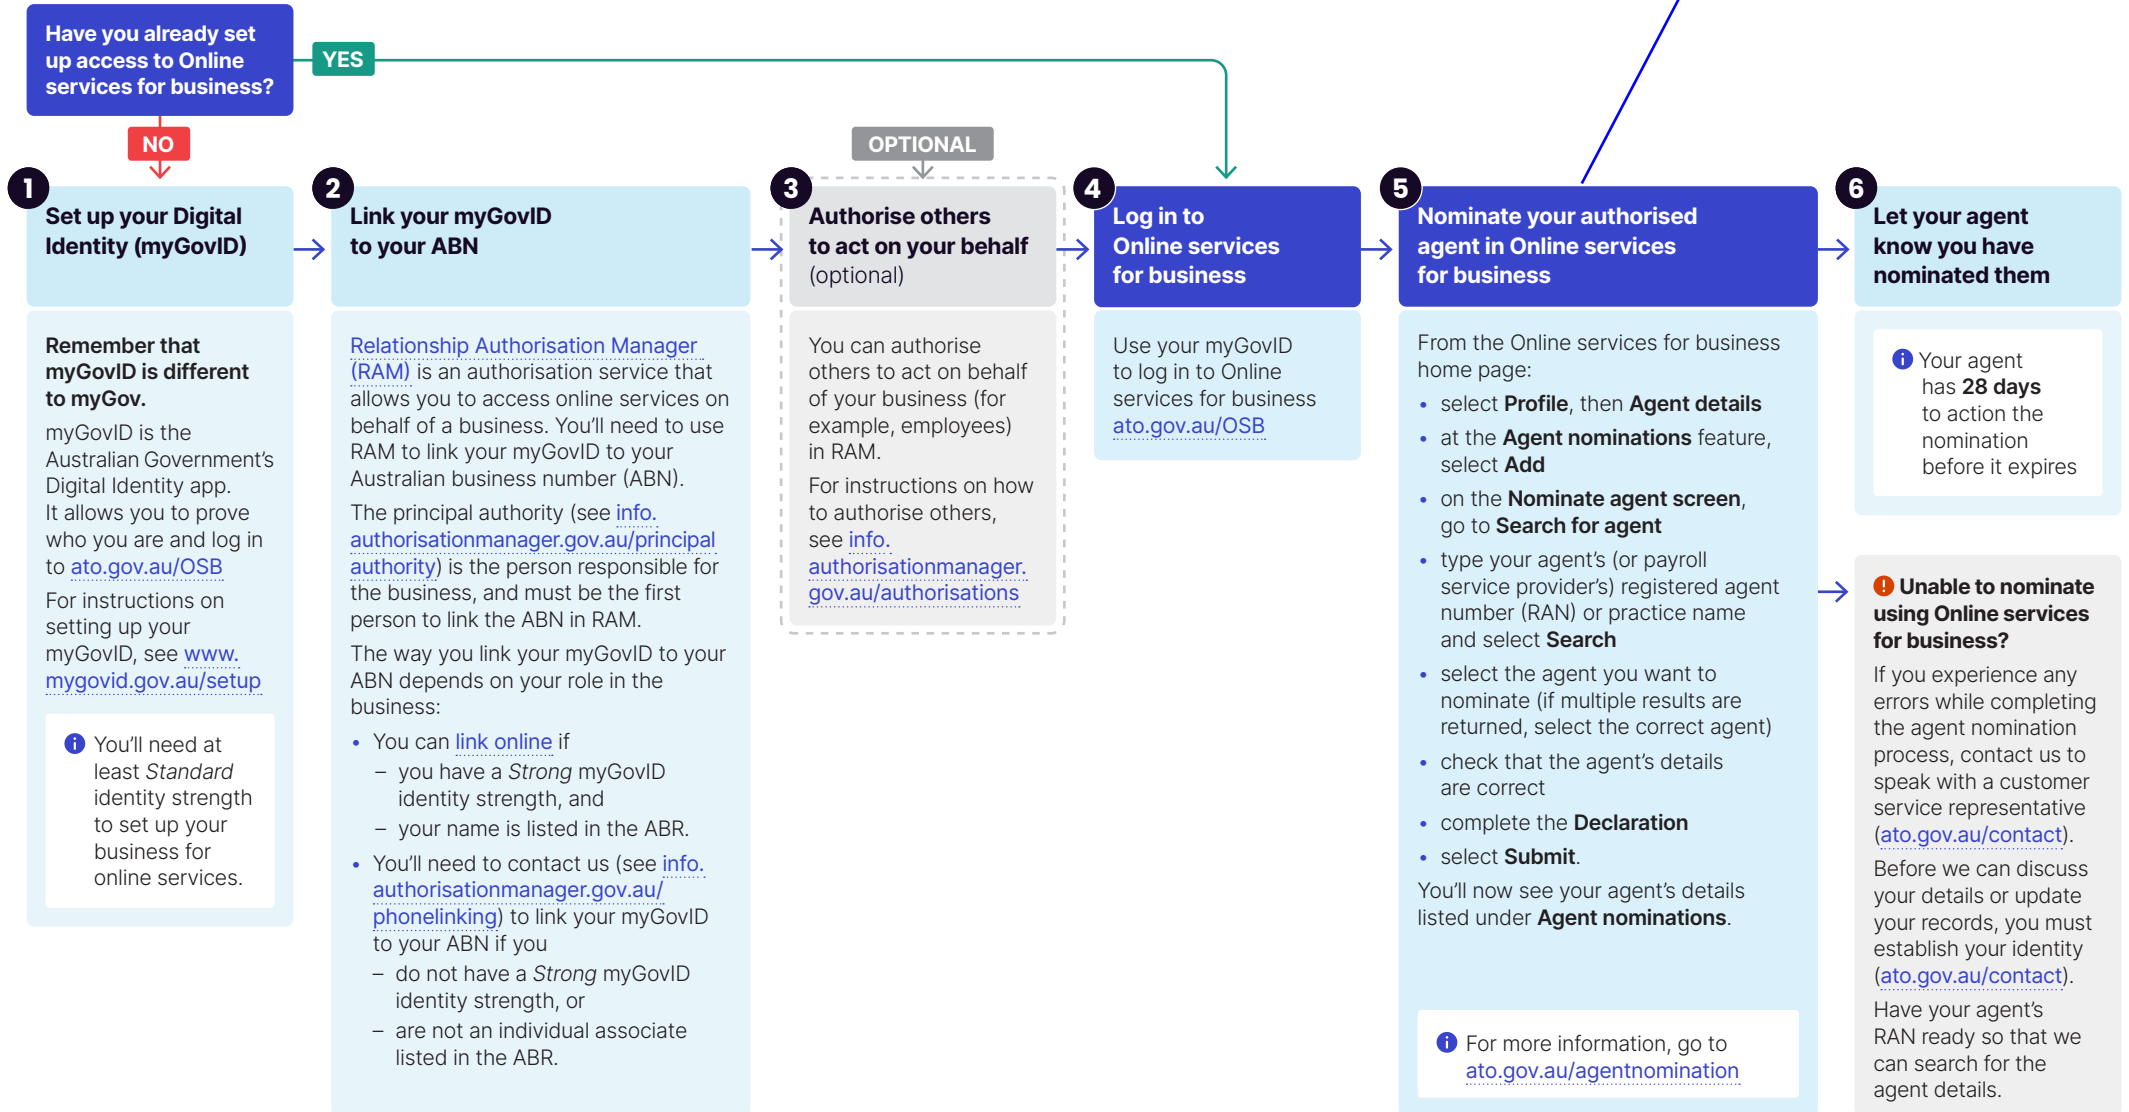 Have you already set
up access to Online
services for business?
YES
NO
OPTIONAL
1
Set up your Digital
Identity (myGovID)
Remember that
myGovID is different
to myGov.
myGovID is the
Australian Government's
Digital Identity app.
It allows you to prove
who you are and log in
to ato.gov.au/OSB
For instructions on
setting up your
myGovID, see www.
mygovid.gov.au/setup
You'll need at
least Standard
identity strength
to set up your
business for
online services.
2
Link your myGovID
to your ABN
Relationship Authorisation Manager
(RAM) is an authorisation service that
allows you to access online services on
behalf of a business. You'll need to use
RAM to link your myGovID to your
Australian business number (ABN).
The principal authority (see info.
authorisationmanager.gov.au/principal
authority) is the person responsible for
the business, and must be the first
person to link the ABN in RAM.
The way you link your myGovID to your
ABN depends on your role in the
business:
• You can link online if
– you have a Strong myGovID
identity strength, and
– your name is listed in the ABR.
• You'll need to contact us (see info.
authorisationmanager.gov.au/
phonelinking) to link your myGovID
to your ABN if you
– do not have a Strong myGovID
identity strength, or
– are not an individual associate
listed in the ABR.
3
Authorise others
to act on your behalf
(optional)
You can authorise
others to act on behalf
of your business (for
example, employees)
in RAM.
For instructions on how
to authorise others,
see info.
authorisationmanager.
gov.au/authorisations
4
Log in to
Online services
for business
Use your myGovID
to log in to Online
services for business
ato.gov.au/OSB
5
Nominate your authorised
agent in Online services
for business
From the Online services for business
home page:
• select Profile, then Agent details
• at the Agent nominations feature,
select Add
• on the Nominate agent screen,
go to Search for agent
• type your agent's (or payroll
service provider's) registered agent
number (RAN) or practice name
and select Search
• select the agent you want to
nominate (if multiple results are
returned, select the correct agent)
• check that the agent's details
are correct
• complete the Declaration
• select Submit.
You'll now see your agent's details
listed under Agent nominations.
For more information, go to
ato.gov.au/agentnomination
6
Let your agent
know you have
nominated them
Your agent
has 28 days
to action the
nomination
before it expires
Unable to nominate
using Online services
for business?
If you experience any
errors while completing
the agent nomination
process, contact us to
speak with a customer
service representative
(ato.gov.au/contact).
Before we can discuss
your details or update
your records, you must
establish your identity
(ato.gov.au/contact).
Have your agent's
RAN ready so that we
can search for the
agent details.